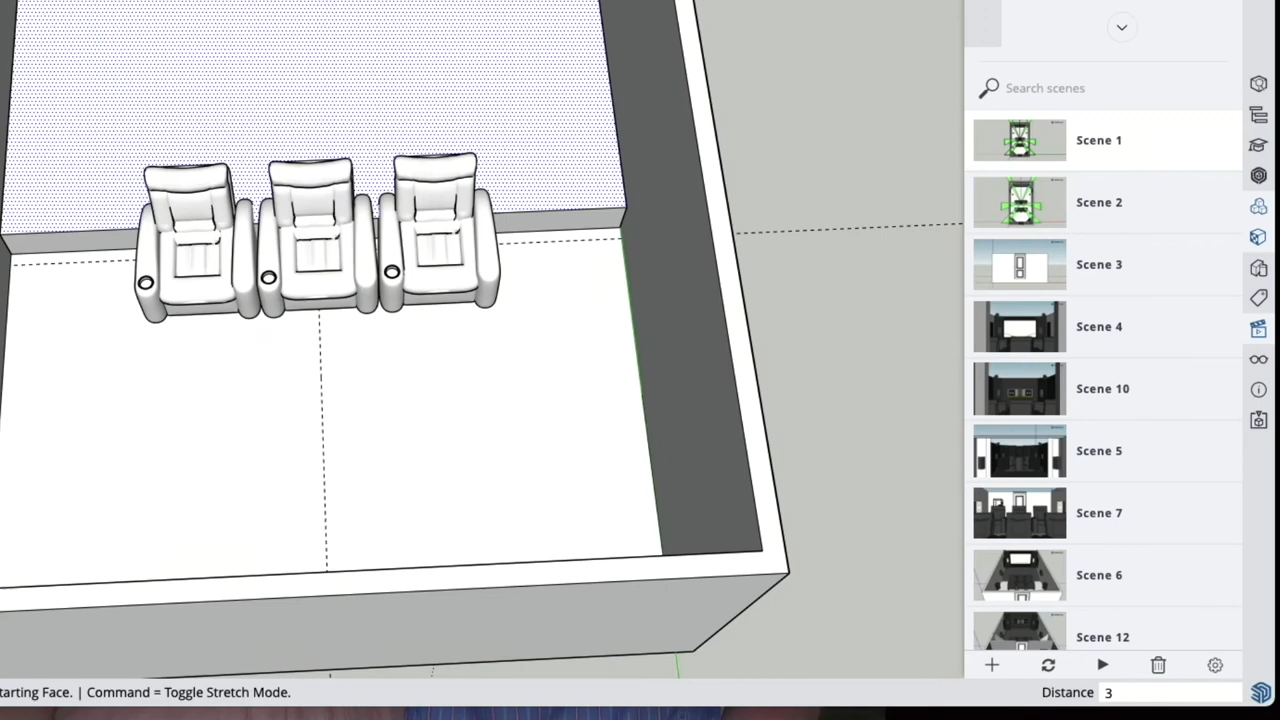 Search scenes
Scene 1
Scene 2
Scene 3
Scene 4
Scene 10
Scene 5
Scene 7
Scene 6
Scene 12
tarting Face. | Command = Toggle Stretch Mode.
Distance 3